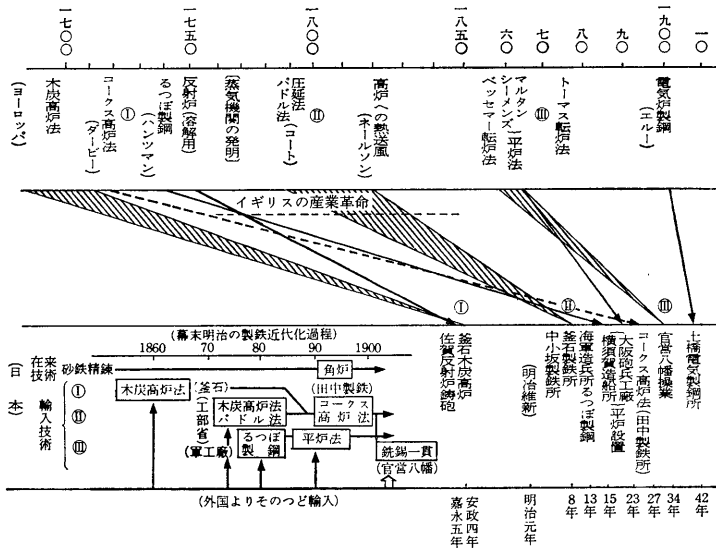 一七〇〇
一七五〇
一八〇〇
一八五〇
六〇
七〇
八〇
九〇
一九〇〇
一〇
(ヨーロッパ)
木炭高炉法
コークス高炉法(ダービー)
Ⅰ
るつぼ製鋼(ハンツマン)
反射炉(溶解用)
(蒸気機関の発明)
圧延法
パドル法(コート)
Ⅱ
高炉への熱送風(ネールソン)
ベッセマー転炉法
シーメンズ
マルタン
平炉法
Ⅲ
トーマス転炉法
電気炉製鋼(エルー)
イギリスの産業革命
(日本)
(幕末明治の製鉄近代化過程)
1860
70
80
90
1900
在来技術
砂鉄精錬
角炉
(田中製鉄)
輸入技術
Ⅰ
Ⅱ
Ⅲ
木炭高炉法
(釜石)
(工部省)
木炭高炉法
パドル法
コークス高炉法
(軍工廠)
るつぼ製鋼
平炉法
銑錫一貫
(官営八幡)
(外国よりそのつど輸入)
Ⅰ
佐賀反射炉鋳砲
釜石木炭高炉
(明治維新)
中小坂製鉄所
釜石製鉄所
Ⅱ
海軍造兵所るつぼ製鋼
横須賀造船所
大阪砲兵工廠
平炉設置
コークス高炉法(田中製鉄所)
Ⅲ
官営八幡操業
土橋電気製鋼所
嘉永五年
安政四年
明治元年
8年
13年
15年
23年
27年
34年
42年